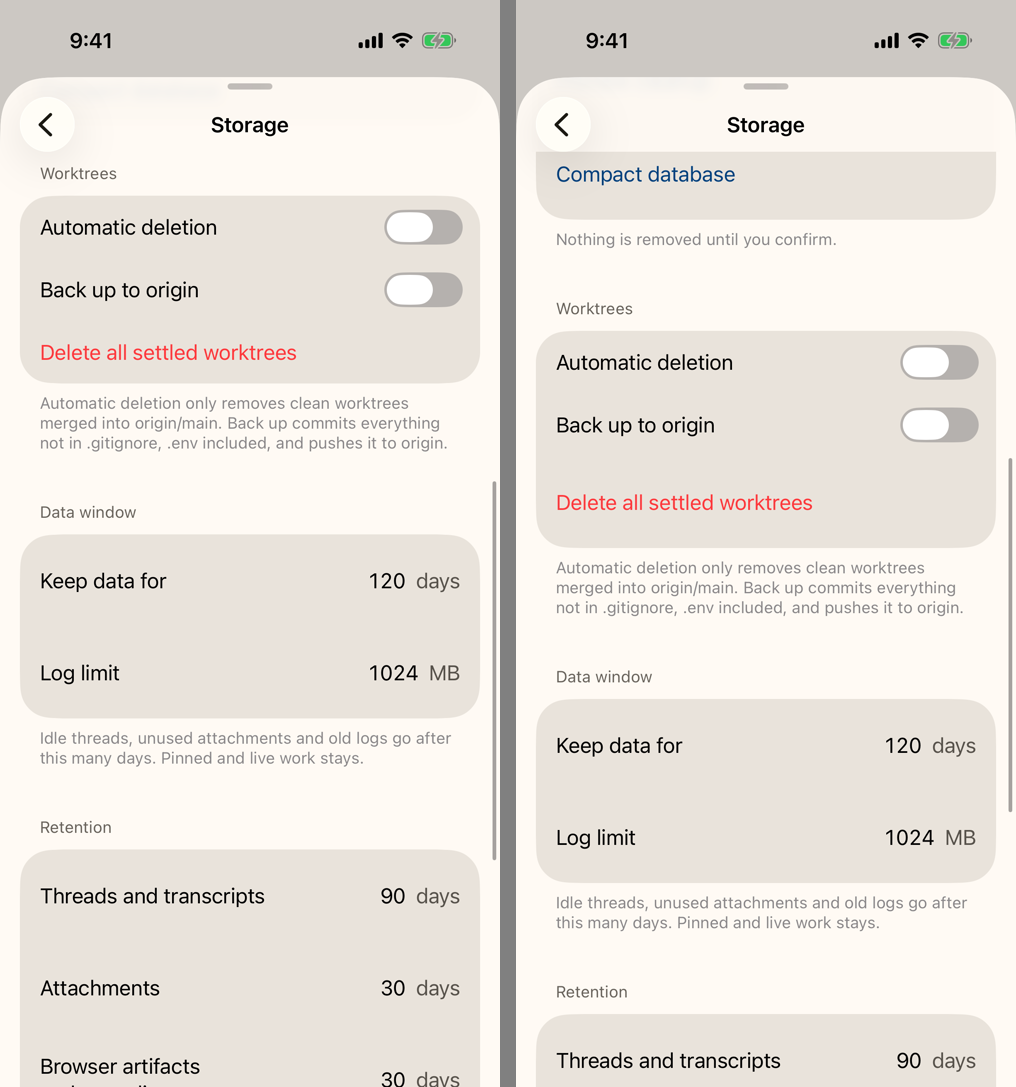 9:41
Storage
Worktrees
Automatic deletion
Back up to origin
Delete all settled worktrees
Automatic deletion only removes clean worktrees
merged into origin/main. Back up commits everything
not in .gitignore, .env included, and pushes it to origin.
Data window
Keep data for 120 days
Log limit 1024 MB
Idle threads, unused attachments and old logs go after
this many days. Pinned and live work stays.
Retention
Threads and transcripts 90 days
Attachments 30 days
Browser artifacts
30 days
9:41
Storage
Compact database
Nothing is removed until you confirm.
Worktrees
Automatic deletion
Back up to origin
Delete all settled worktrees
Automatic deletion only removes clean worktrees
merged into origin/main. Back up commits everything
not in .gitignore, .env included, and pushes it to origin.
Data window
Keep data for 120 days
Log limit 1024 MB
Idle threads, unused attachments and old logs go after
this many days. Pinned and live work stays.
Retention
Threads and transcripts 90 days